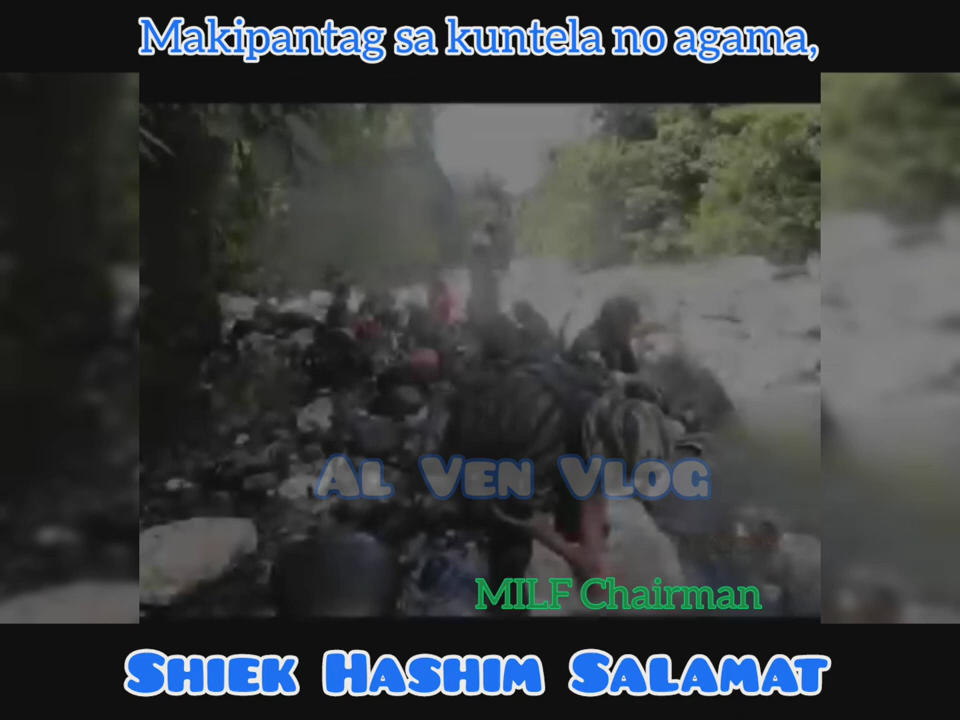 Makipantag sa kuntela no agama,
Al Ven Vlog
MILF Chairman
Shiek Hashim Salamat